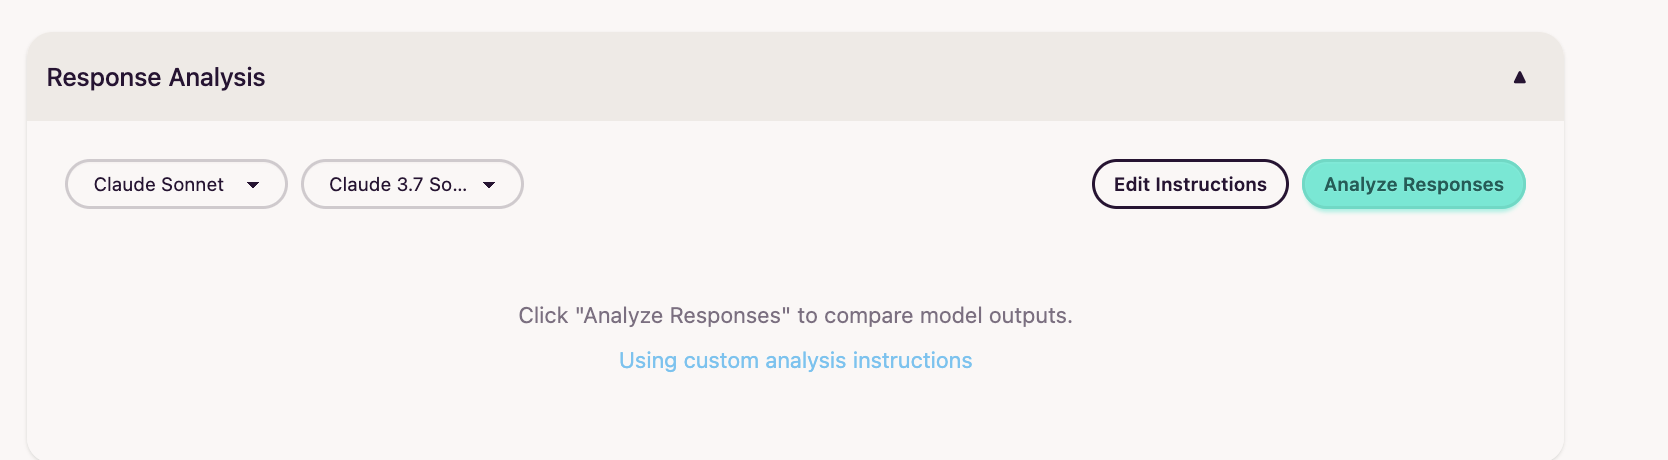 Response Analysis
Claude Sonnet
Claude 3.7 So...
Edit Instructions
Analyze Responses
Click "Analyze Responses" to compare model outputs.
Using custom analysis instructions